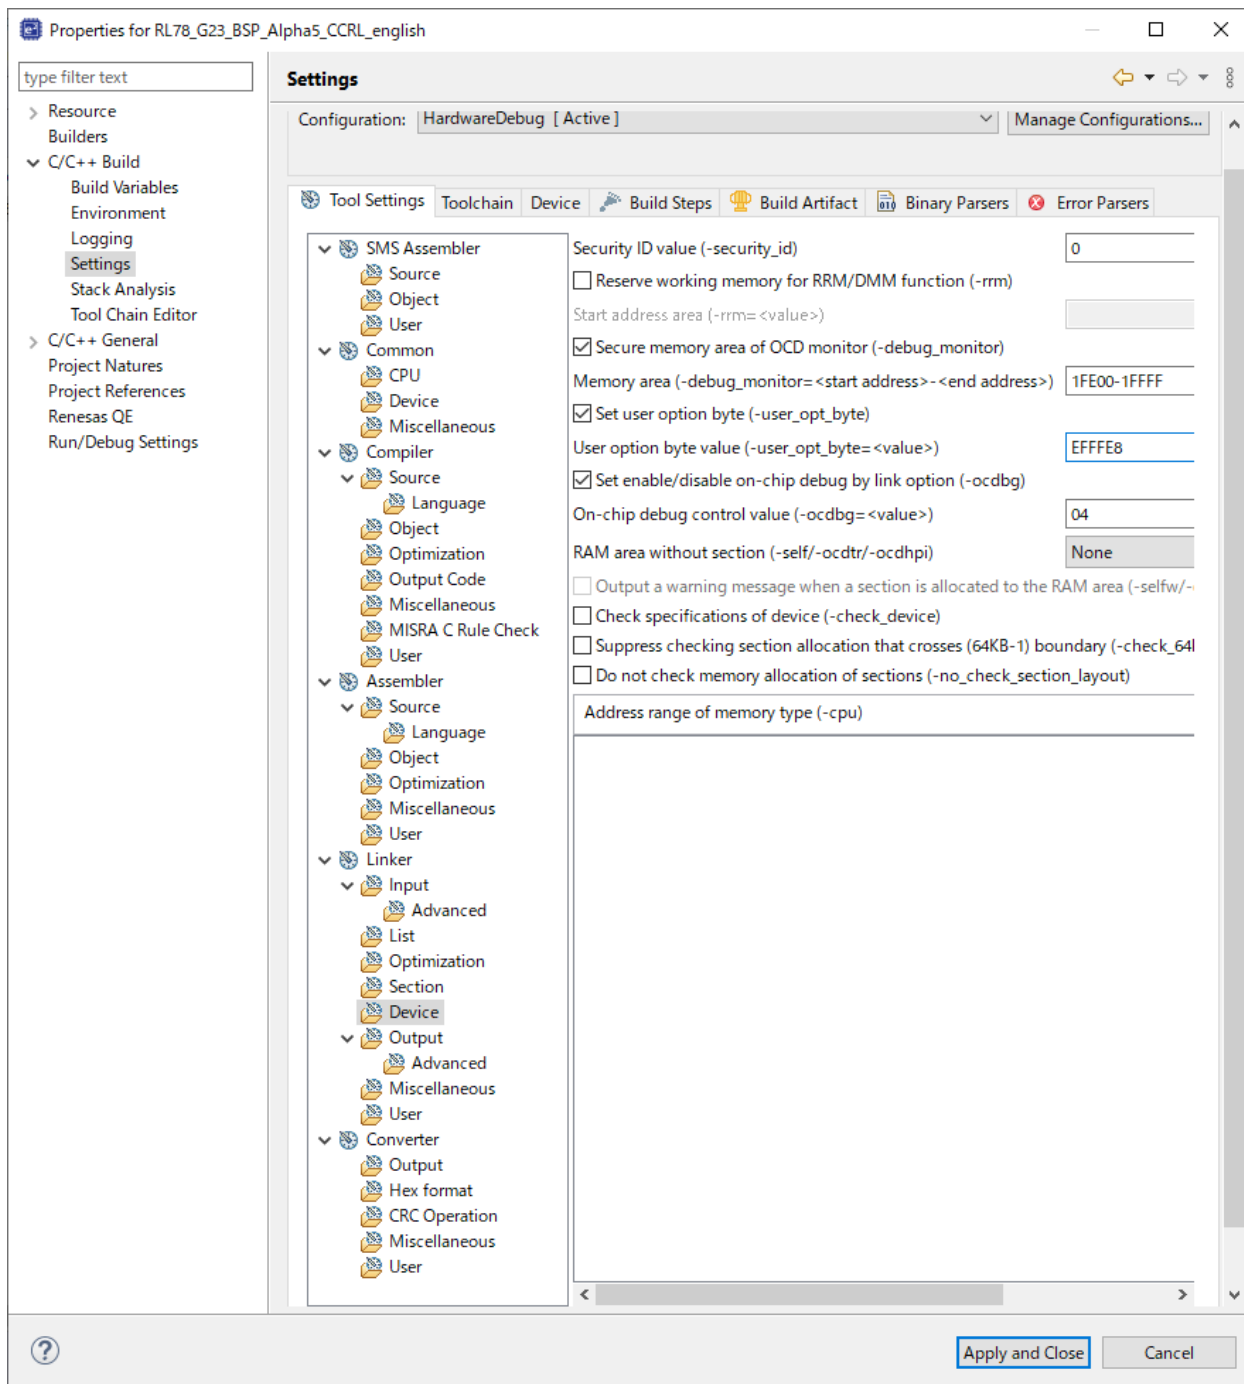 Properties for RL78_G23_BSP_Alpha5_CCRL_english
type filter text
Resource
Builders
C/C++ Build
Build Variables
Environment
Logging
Settings
Stack Analysis
Tool Chain Editor
C/C++ General
Project Natures
Project References
Renesas QE
Run/Debug Settings
Settings
Configuration: HardwareDebug [ Active ] Manage Configurations...
Tool Settings Toolchain Device Build Steps Build Artifact Binary Parsers Error Parsers
SMS Assembler
Source
Object
User
Common
CPU
Device
Miscellaneous
Compiler
Source
Language
Object
Optimization
Output Code
Miscellaneous
MISRA C Rule Check
User
Assembler
Source
Language
Object
Optimization
Miscellaneous
User
Linker
Input
Advanced
List
Optimization
Section
Device
Output
Advanced
Miscellaneous
User
Converter
Output
Hex format
CRC Operation
Miscellaneous
User
Security ID value (-security_id) 0
Reserve working memory for RRM/DMM function (-rrm)
Start address area (-rrm=<value>)
Secure memory area of OCD monitor (-debug_monitor)
Memory area (-debug_monitor=<start address>-<end address>) 1FE00-1FFFF
Set user option byte (-user_opt_byte)
User option byte value (-user_opt_byte=<value>) EFFFE8
Set enable/disable on-chip debug by link option (-ocdbg)
On-chip debug control value (-ocdbg=<value>) 04
RAM area without section (-self/-ocdtr/-ocdhpi) None
Output a warning message when a section is allocated to the RAM area (-selfw/-
Check specifications of device (-check_device)
Suppress checking section allocation that crosses (64KB-1) boundary (-check_64
Do not check memory allocation of sections (-no_check_section_layout)
Address range of memory type (-cpu)
Apply and Close Cancel